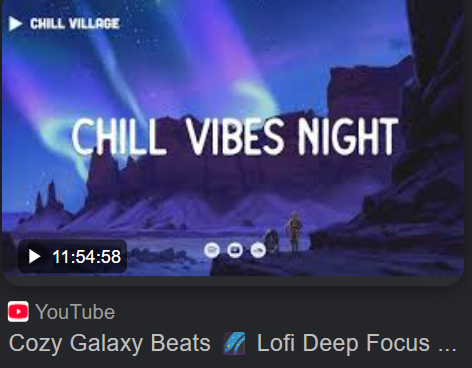 CHILL VILLAGE
CHILL VIBES NIGHT
11:54:58
YouTube
Cozy Galaxy Beats 🌌 Lofi Deep Focus ...